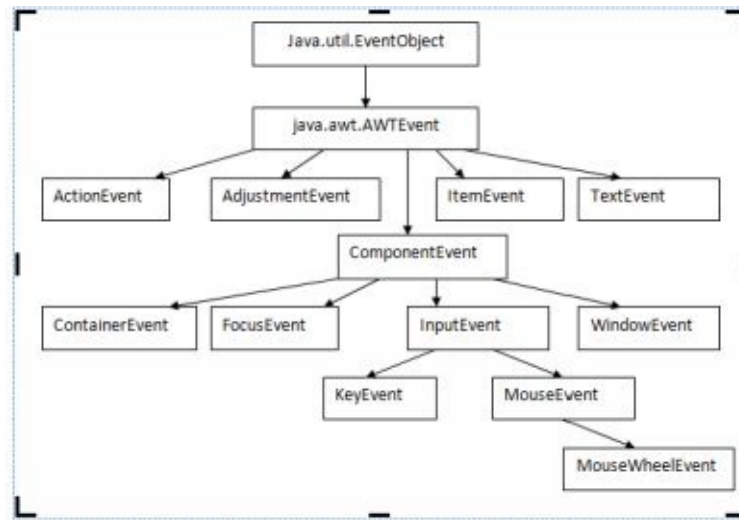 Java.util.EventObject
java.awt.AWTEvent
ActionEvent
AdjustmentEvent
ItemEvent
TextEvent
ComponentEvent
ContainerEvent
FocusEvent
InputEvent
WindowEvent
KeyEvent
MouseEvent
MouseWheelEvent